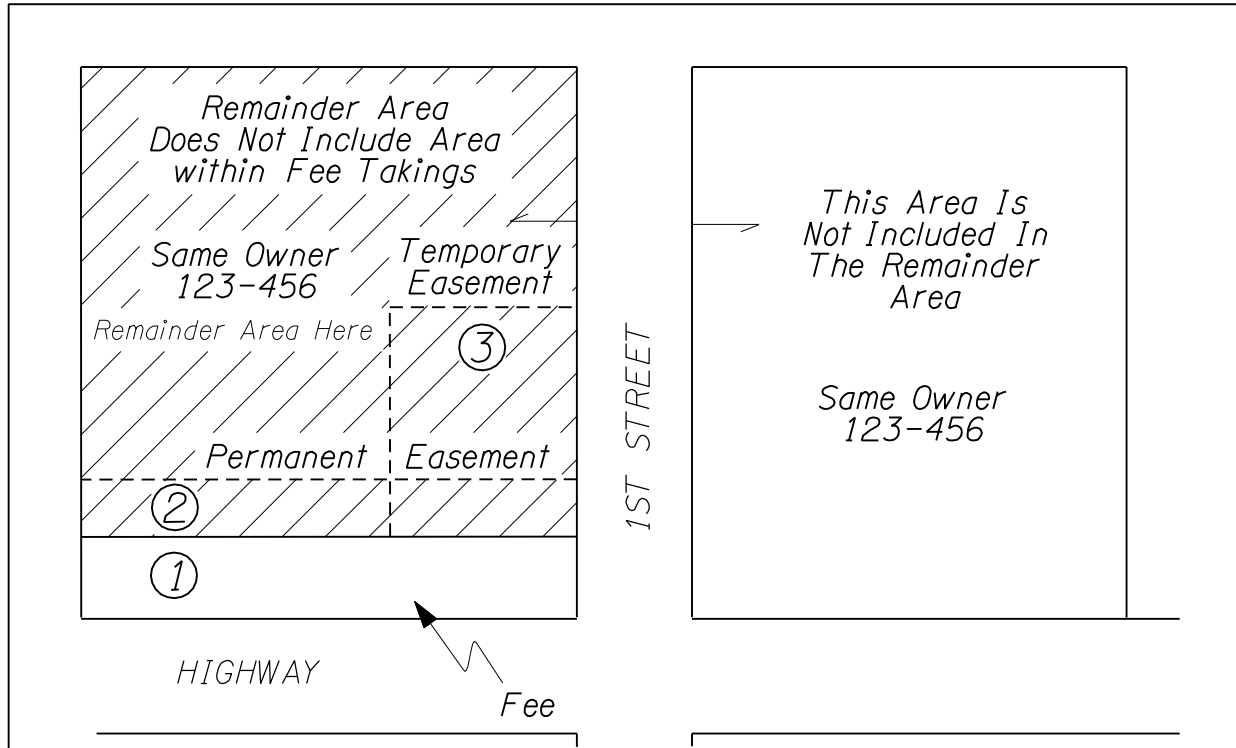 Remainder Area
Does Not Include Area
within Fee Takings
Same Owner
123-456
Temporary
Easement
Remainder Area Here
3
Permanent
Easement
2
1
HIGHWAY
Fee
1ST STREET
This Area Is
Not Included In
The Remainder
Area
Same Owner
123-456